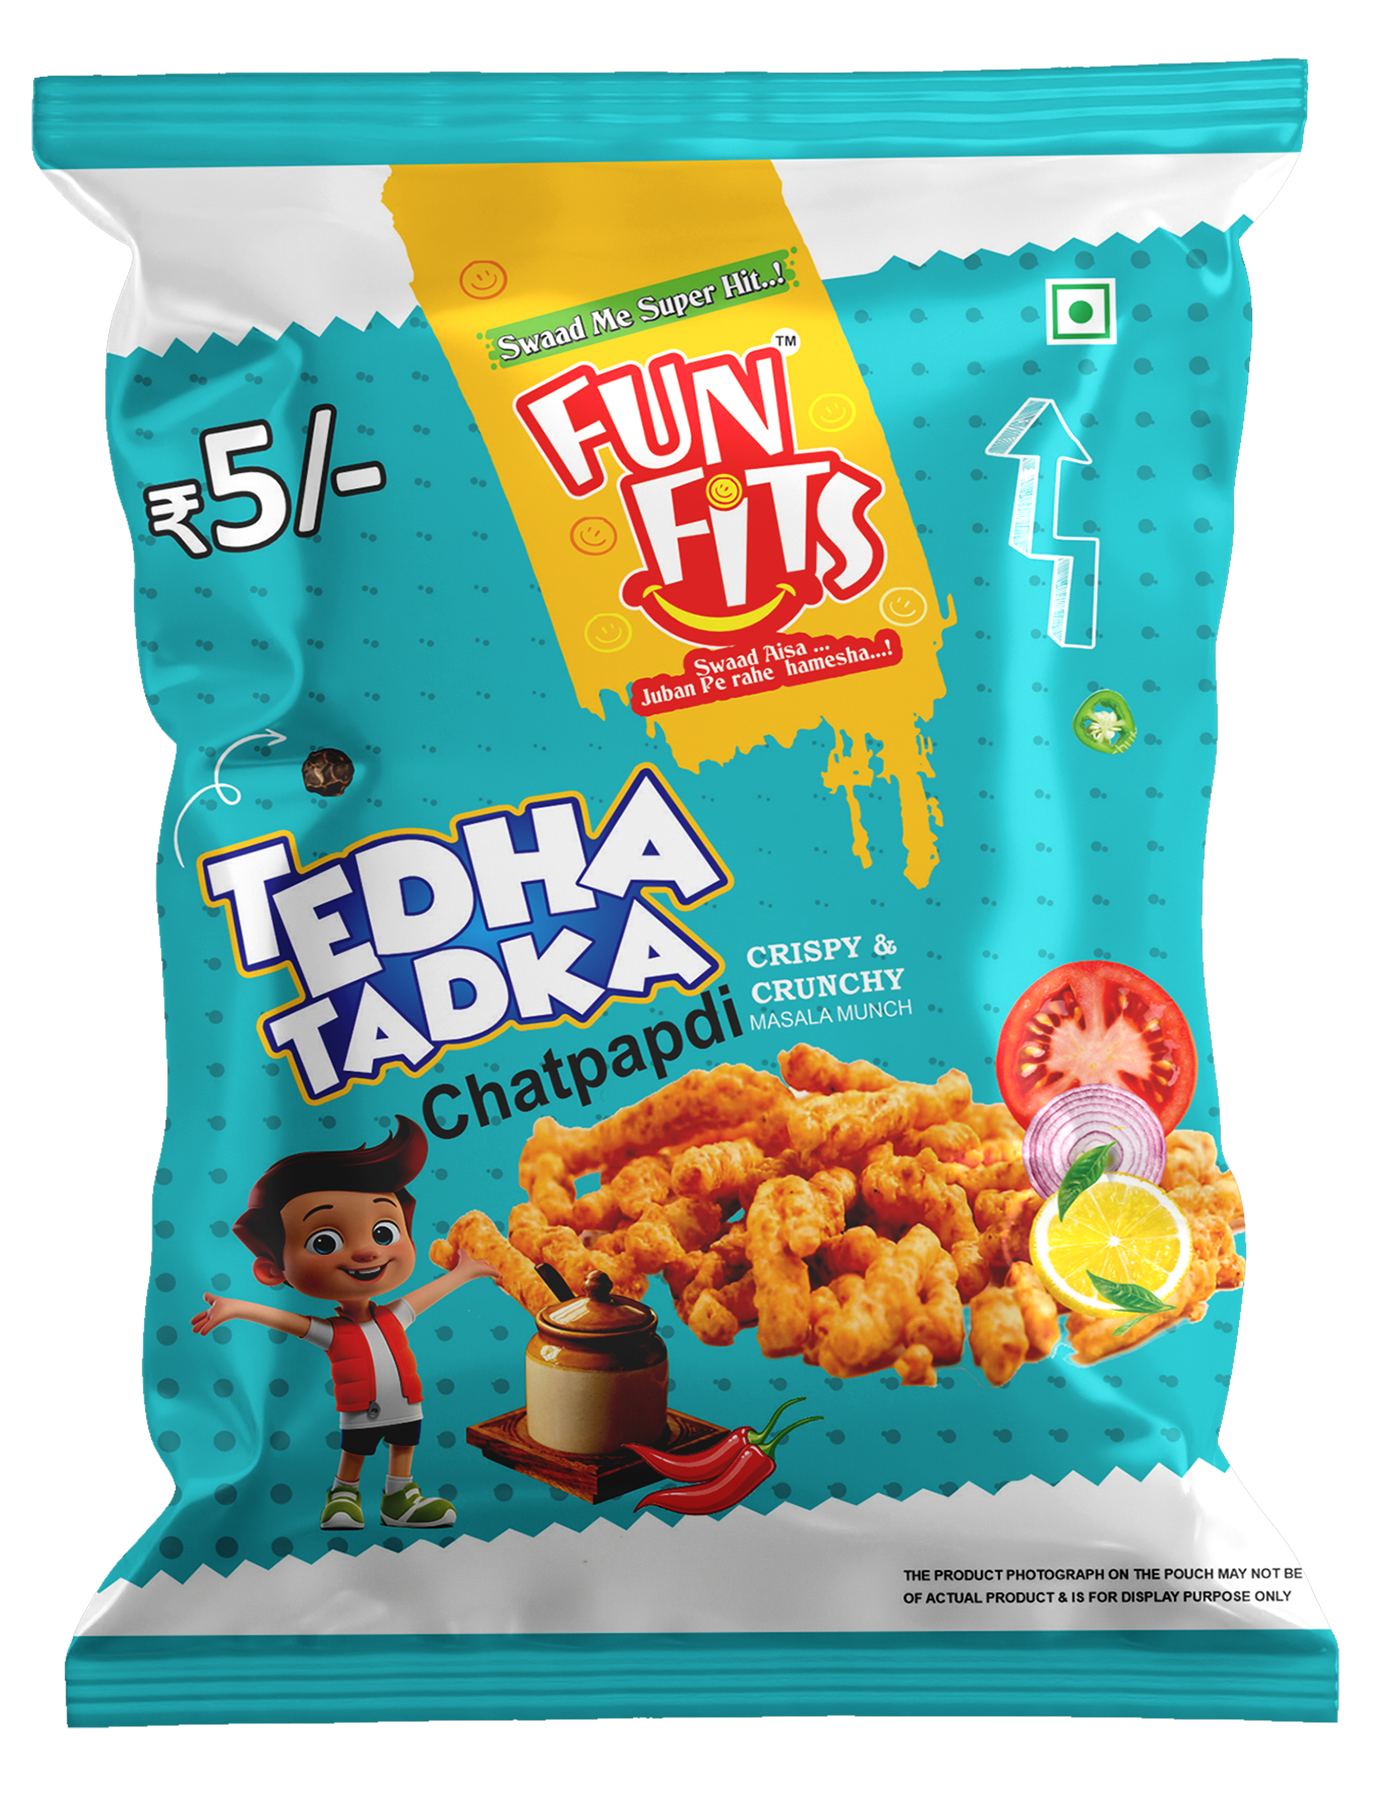 Swaad Me Super Hit..!
TM
FUN
FiTS
Swaad Aisa ...
Juban Pe rahe hamesha...!
₹5/-
TEDHA
TADKA
Chatpapdi
CRISPY &
CRUNCHY
MASALA MUNCH
THE PRODUCT PHOTOGRAPH ON THE POUCH MAY NOT BE
OF ACTUAL PRODUCT & IS FOR DISPLAY PURPOSE ONLY